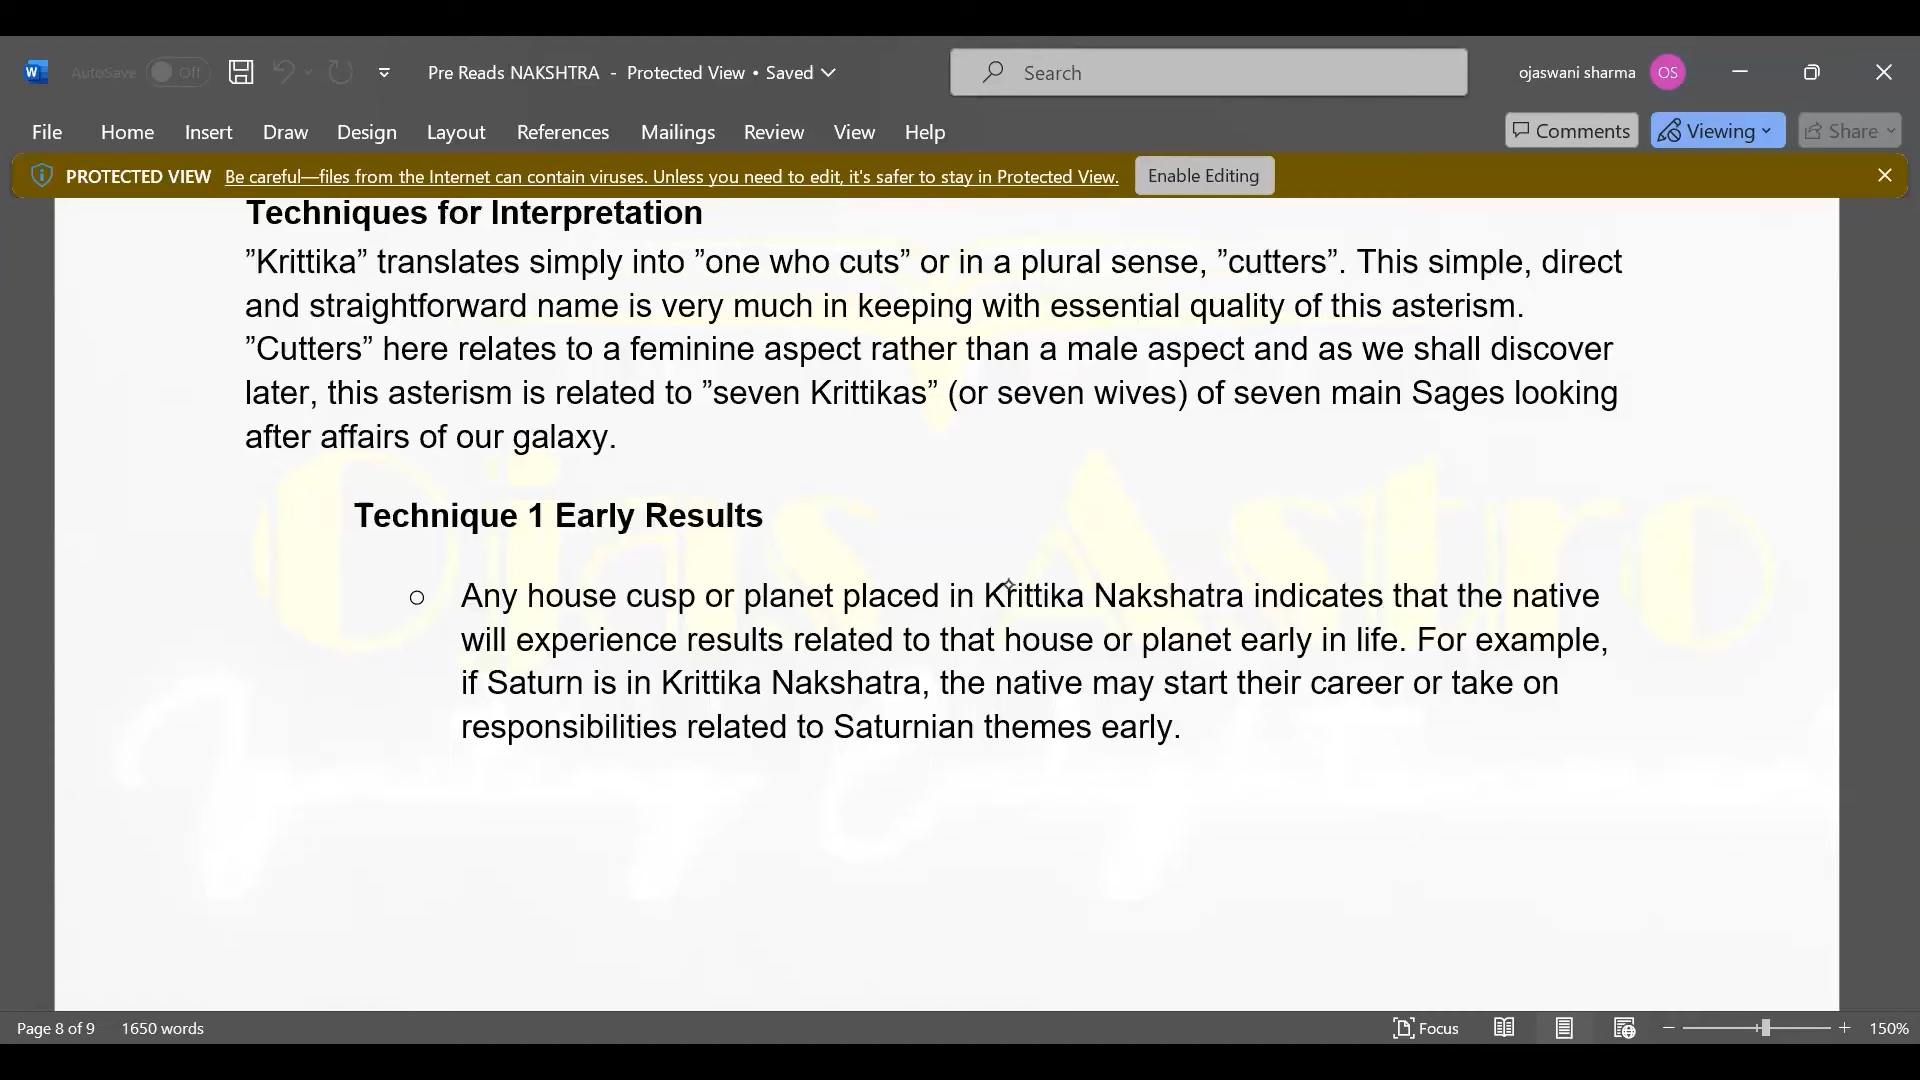 AutoSave Off Pre Reads NAKSHTRA - Protected View • Saved Search ojaswani sharma OS
File Home Insert Draw Design Layout References Mailings Review View Help Comments Viewing Share
PROTECTED VIEW Be careful—files from the Internet can contain viruses. Unless you need to edit, it's safer to stay in Protected View. Enable Editing
Techniques for Interpretation
”Krittika” translates simply into ”one who cuts” or in a plural sense, ”cutters”. This simple, direct
and straightforward name is very much in keeping with essential quality of this asterism.
”Cutters” here relates to a feminine aspect rather than a male aspect and as we shall discover
later, this asterism is related to ”seven Krittikas” (or seven wives) of seven main Sages looking
after affairs of our galaxy.
Ojas Astro
Technique 1 Early Results
○ Any house cusp or planet placed in Krittika Nakshatra indicates that the native
will experience results related to that house or planet early in life. For example,
if Saturn is in Krittika Nakshatra, the native may start their career or take on
responsibilities related to Saturnian themes early.
Page 8 of 9 1650 words Focus 150%